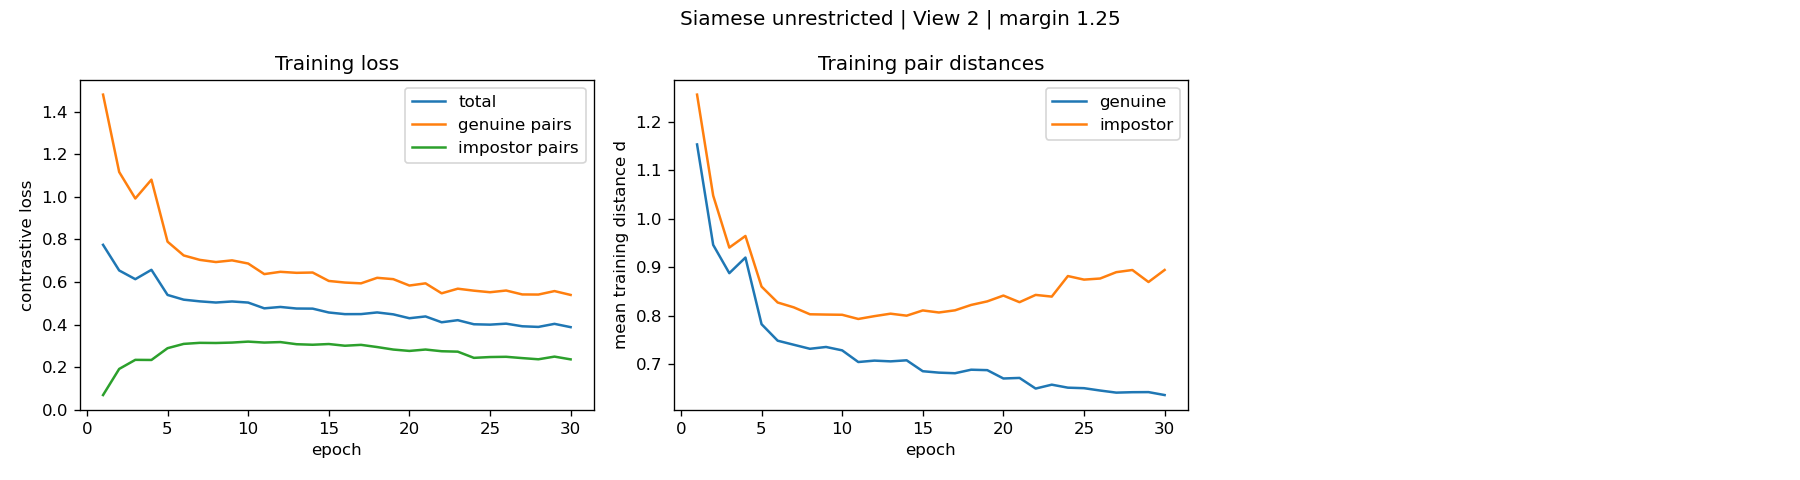 Siamese unrestricted | View 2 | margin 1.25
Training loss
total
genuine pairs
impostor pairs
contrastive loss
1.4
1.2
1.0
0.8
0.6
0.4
0.2
0.0
0 5 10 15 20 25 30
epoch
Training pair distances
genuine
impostor
mean training distance d
1.2
1.1
1.0
0.9
0.8
0.7
0 5 10 15 20 25 30
epoch